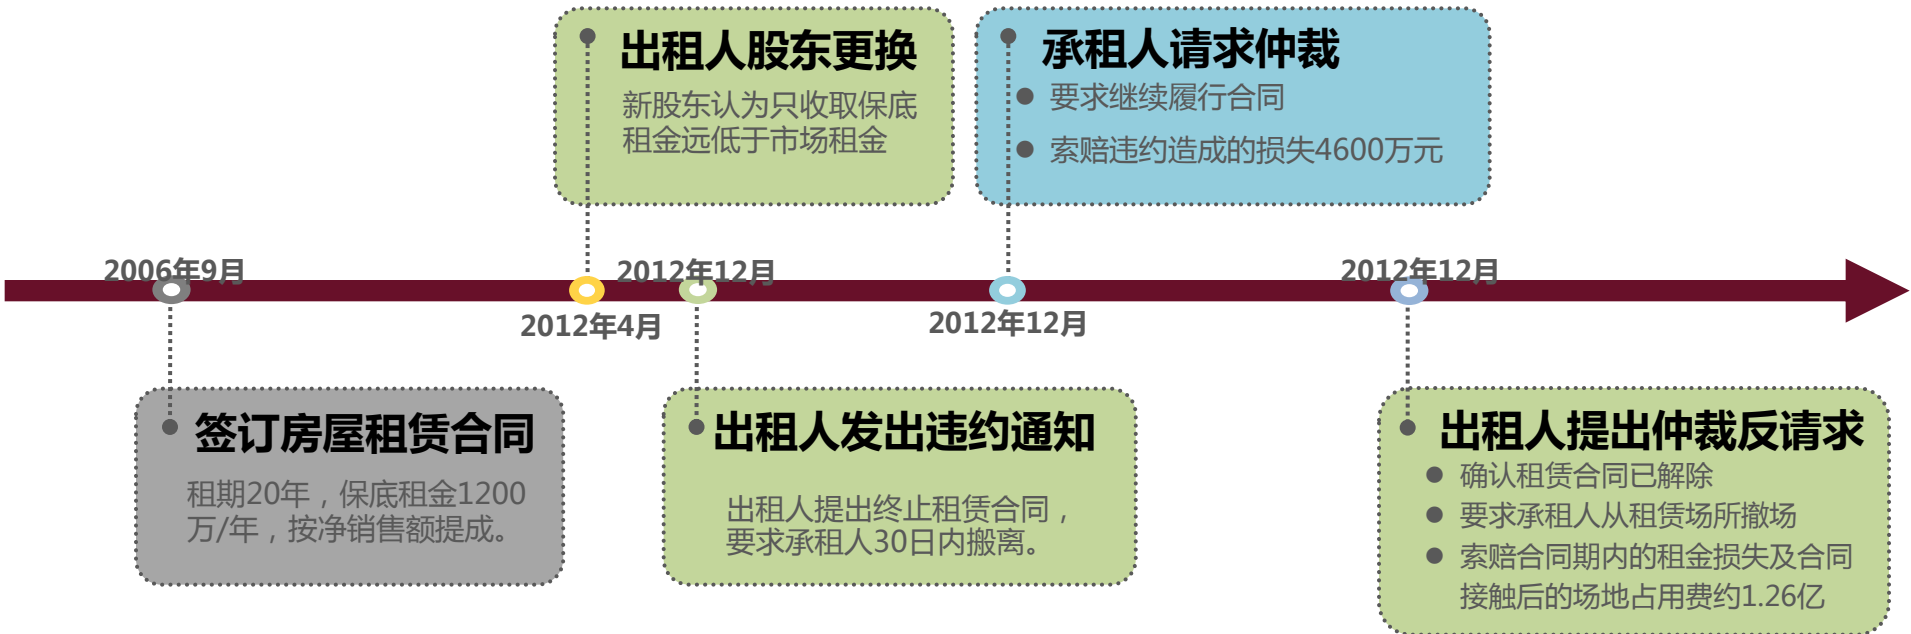 出租人股东更换
新股东认为只收取保底
租金远低于市场租金
承租人请求仲裁
要求继续履行合同
索赔违约造成的损失4600万元
2006年9月
2012年4月
2012年12月
2012年12月
2012年12月
签订房屋租赁合同
租期20年，保底租金1200
万/年，按净销售额提成。
出租人发出违约通知
出租人提出终止租赁合同，
要求承租人30日内搬离。
出租人提出仲裁反请求
确认租赁合同已解除
要求承租人从租赁场所撤场
索赔合同期内的租金损失及合同
接触后的场地占用费约1.26亿